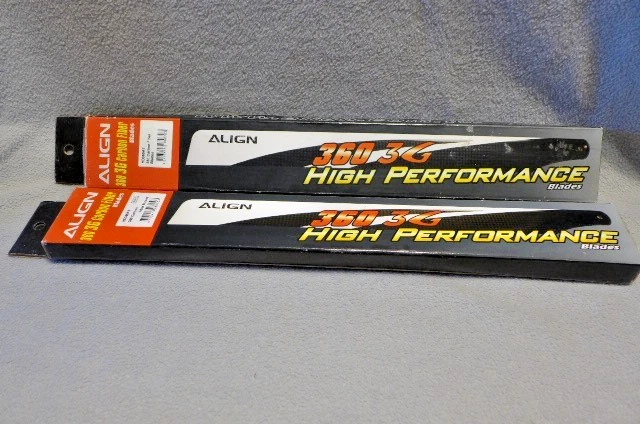 ALIGN
360 3G Carbon Fiber
Blades
ALIGN
360 3G
HIGH PERFORMANCE
Blades
ALIGN
360 3G Carbon Fiber
Blades
ALIGN
360 3G
HIGH PERFORMANCE
Blades